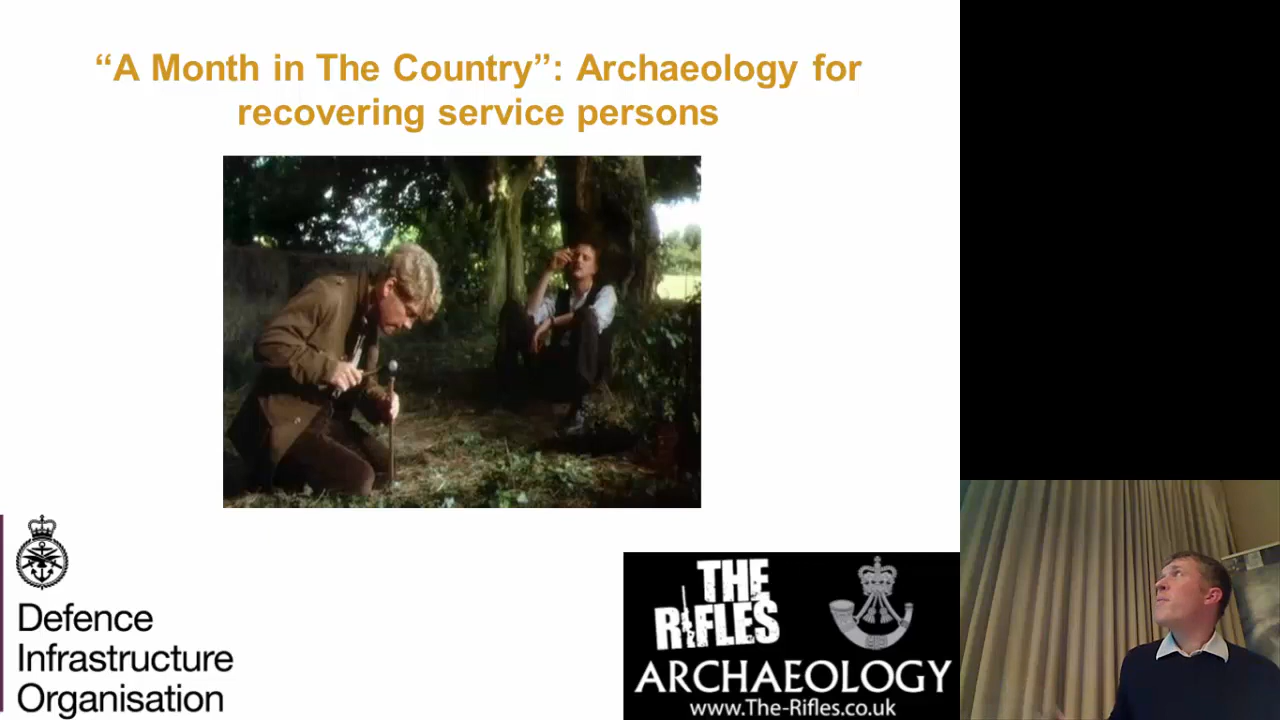 “A Month in The Country”: Archaeology for
recovering service persons
Defence
Infrastructure
Organisation
THE
RIFLES
ARCHAEOLOGY
www.The-Rifles.co.uk